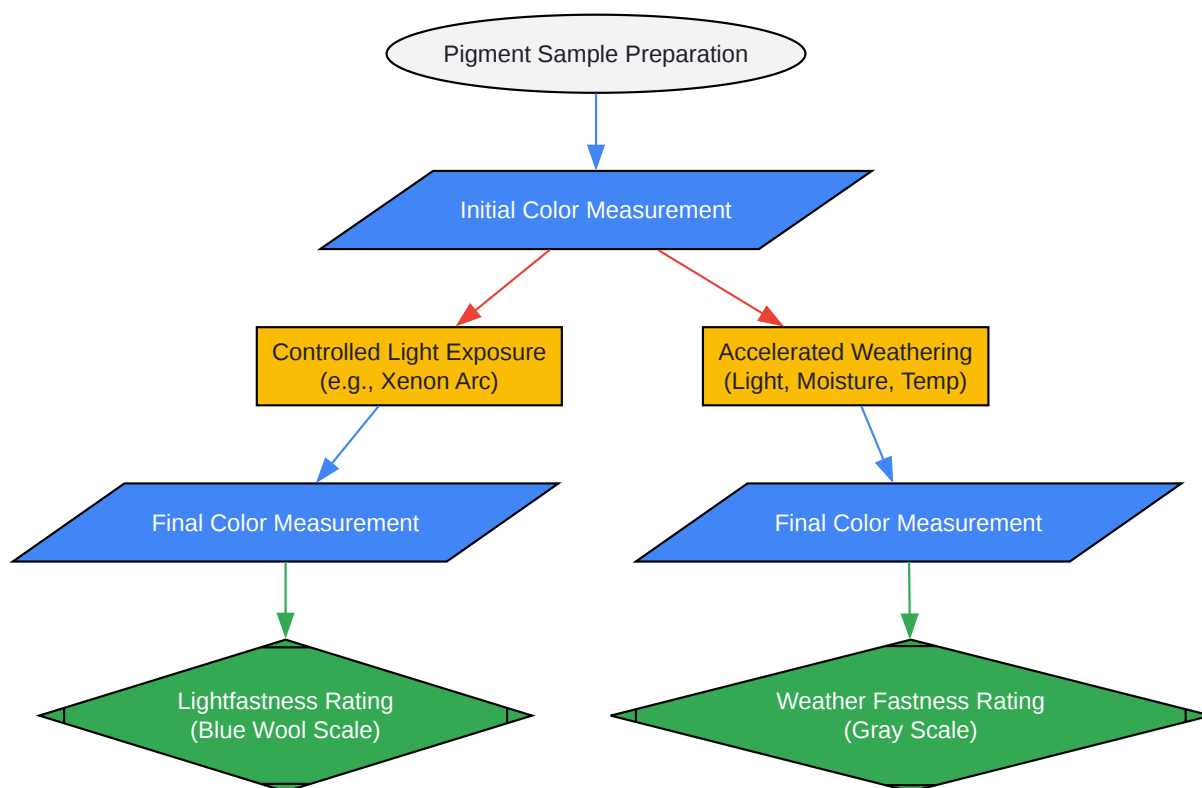 Pigment Sample Preparation
Initial Color Measurement
Controlled Light Exposure
(e.g., Xenon Arc)
Accelerated Weathering
(Light, Moisture, Temp)
Final Color Measurement
Final Color Measurement
Lightfastness Rating
(Blue Wool Scale)
Weather Fastness Rating
(Gray Scale)